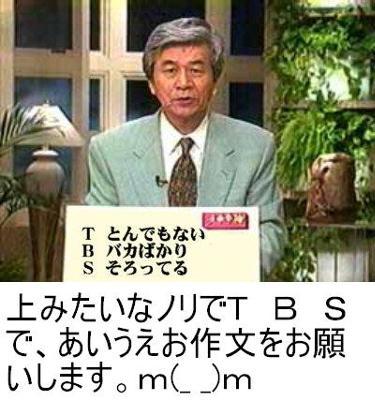 T とんでもない
B バカばかり
S そろってる
上みたいなノリでＴ　Ｂ　Ｓ
で、あいうえお作文をお願
いします。ｍ(_ _)ｍ